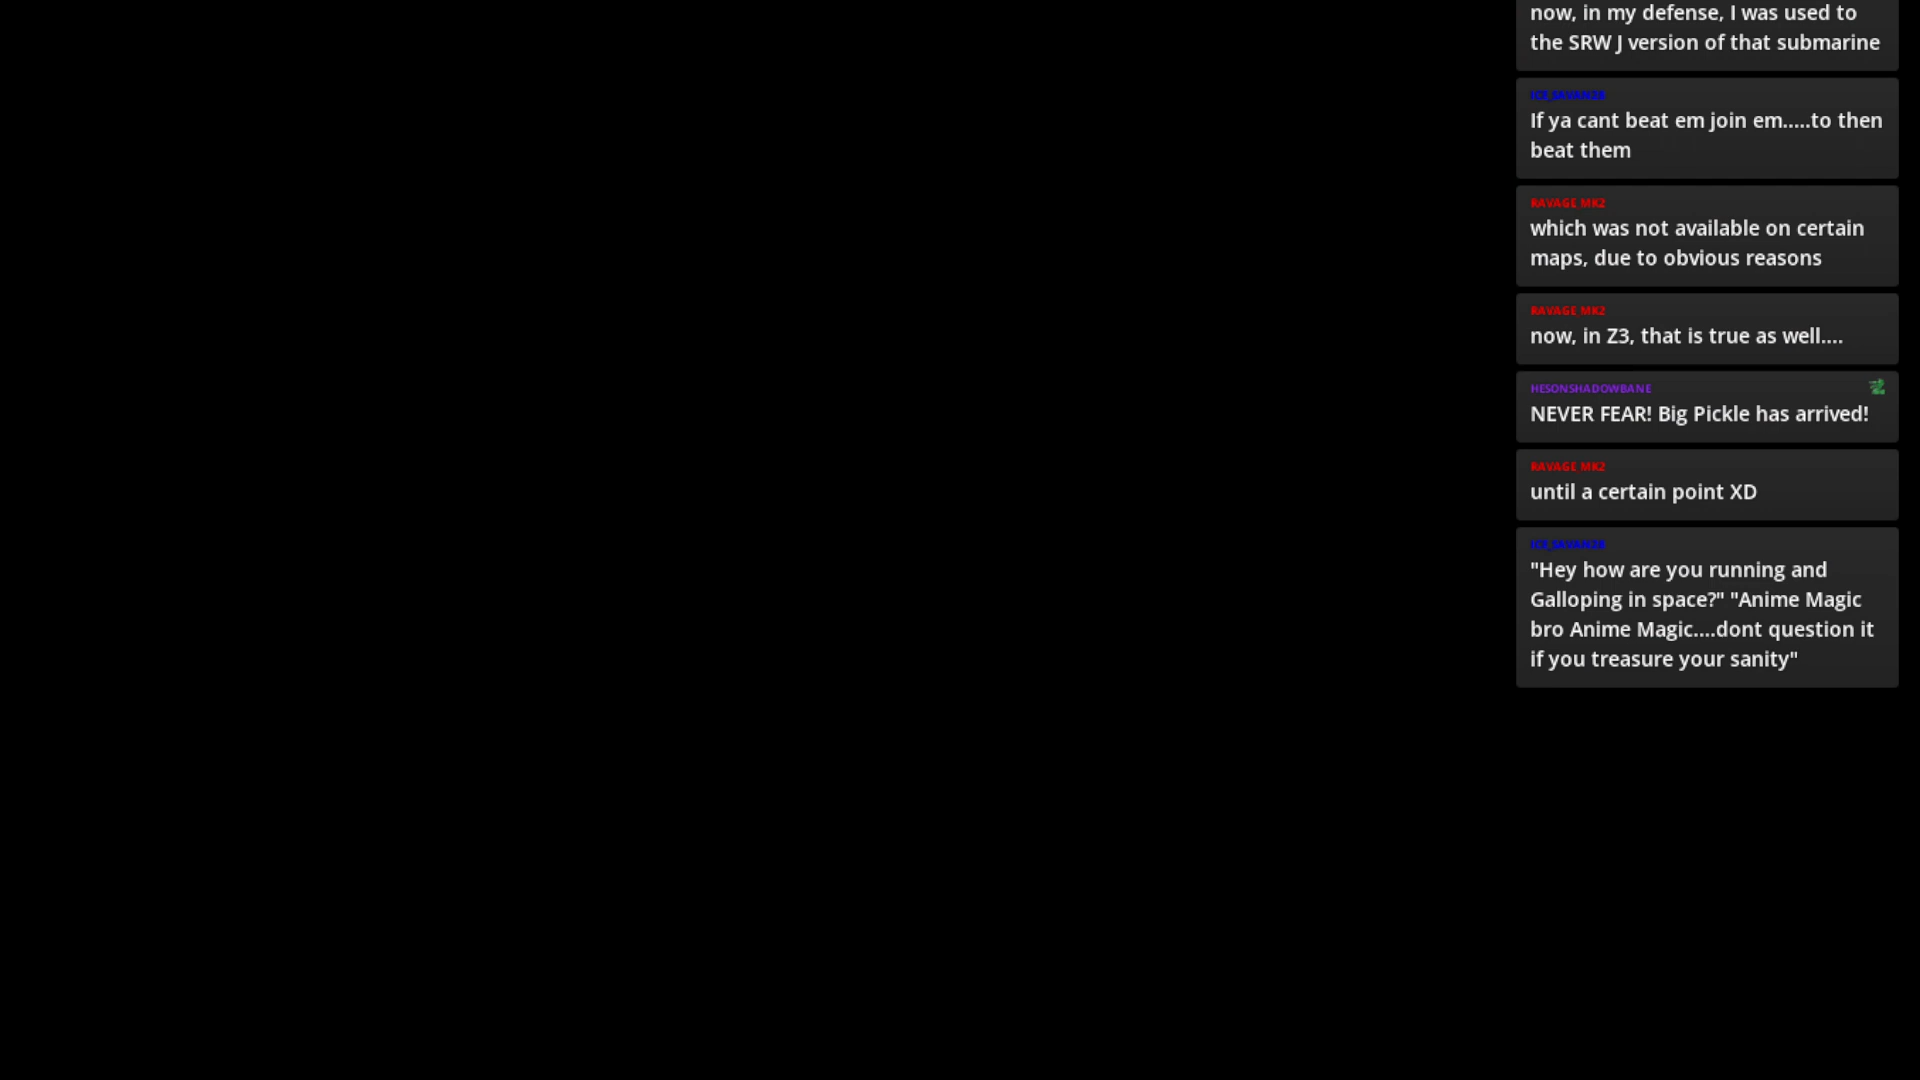 now, in my defense, I was used to
the SRW J version of that submarine
If ya cant beat em join em.....to then
beat them
RAVAGE MK2
which was not available on certain
maps, due to obvious reasons
RAVAGE MK2
now, in Z3, that is true as well....
HESONSHADOWBANE
NEVER FEAR! Big Pickle has arrived!
RAVAGE MK2
until a certain point XD
"Hey how are you running and
Galloping in space?" "Anime Magic
bro Anime Magic....dont question it
if you treasure your sanity"